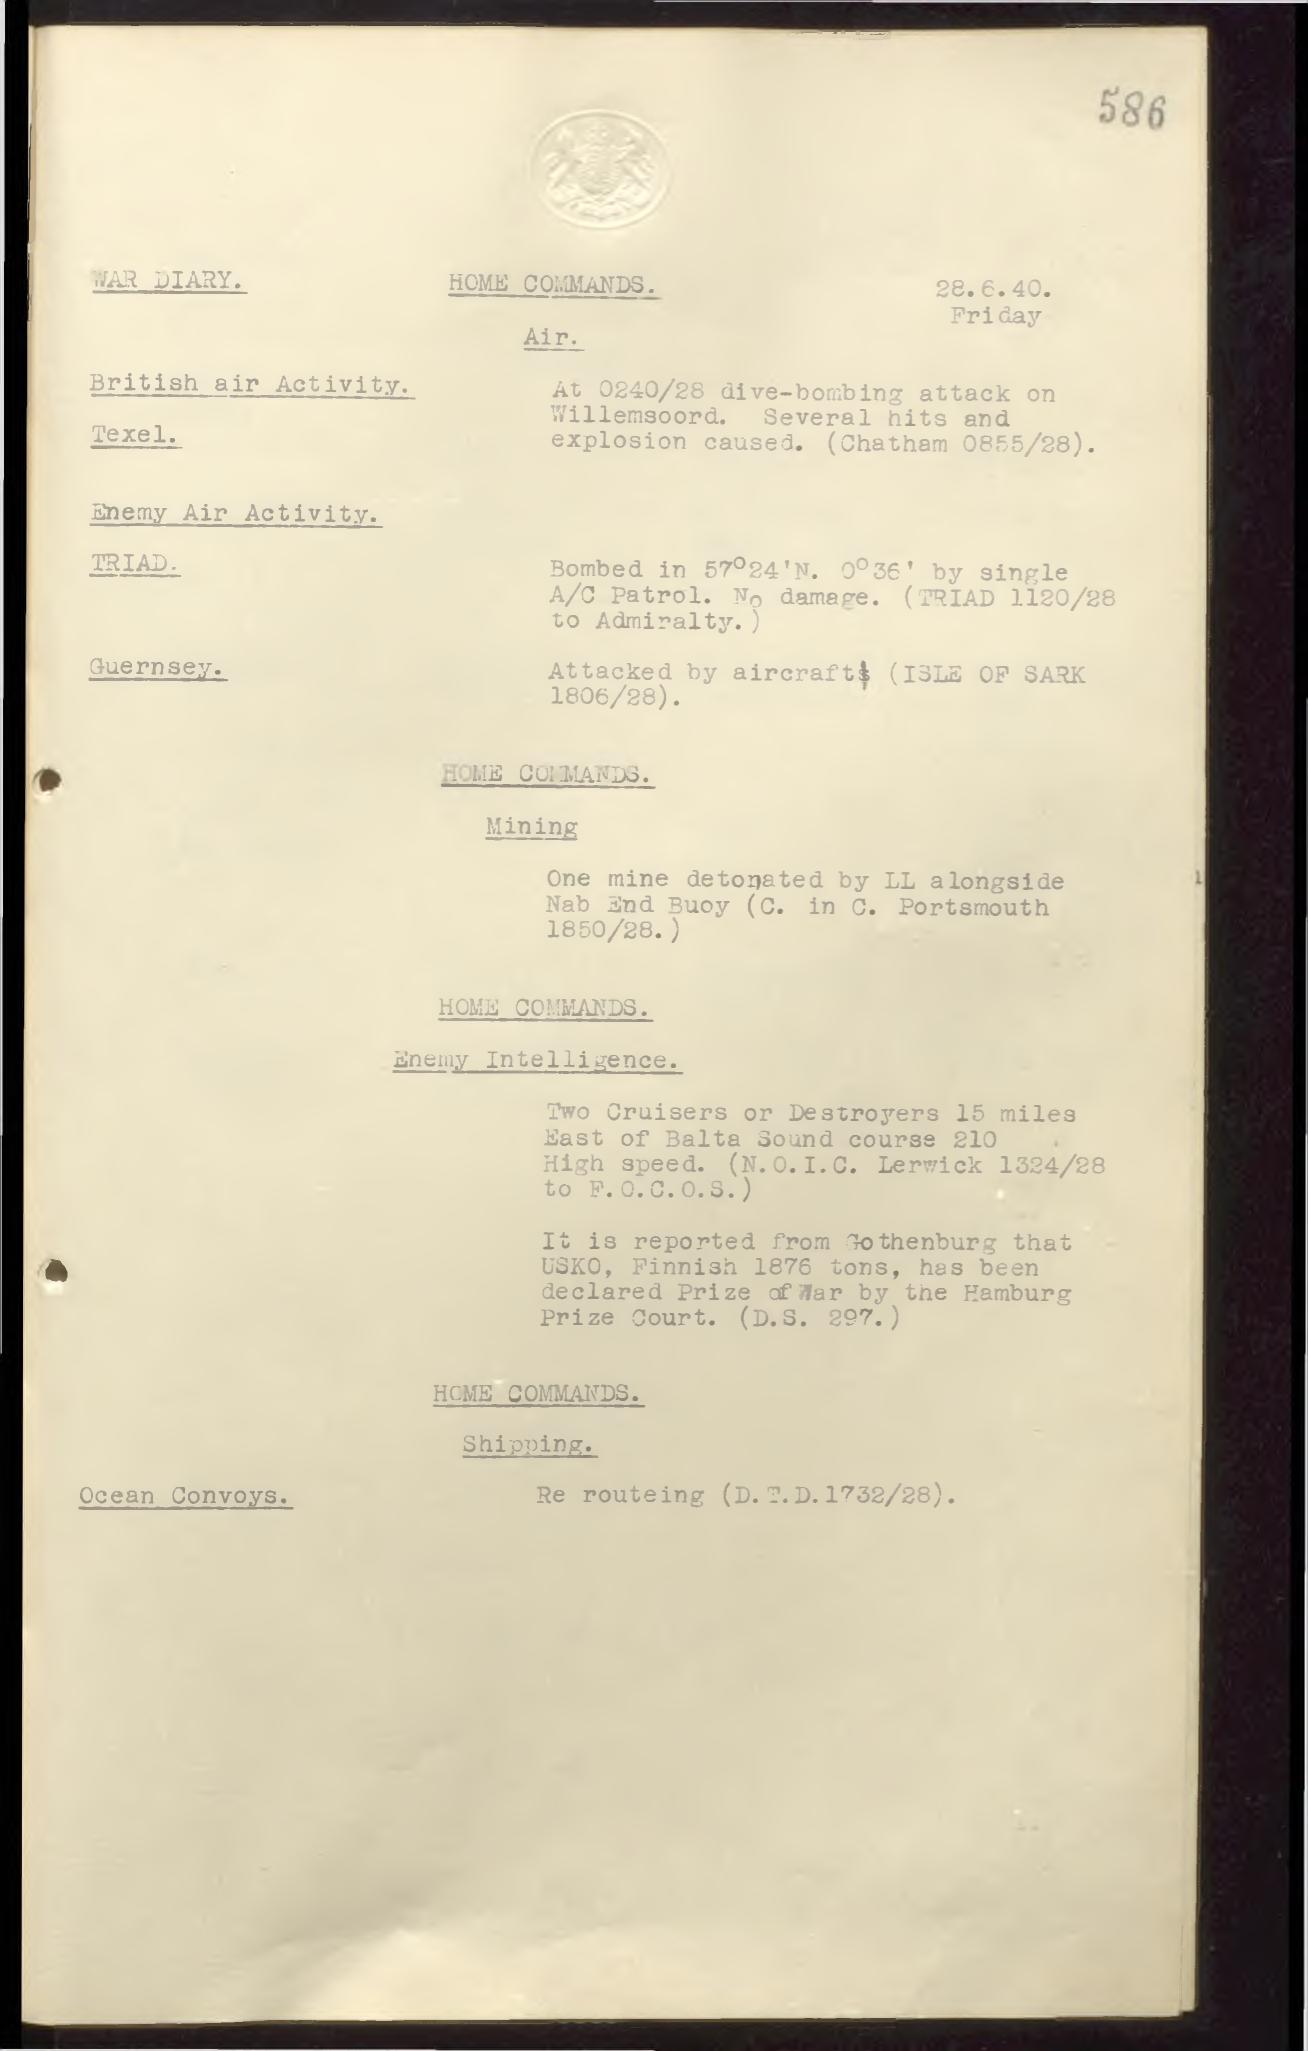 586
WAR DIARY. HOME COMMANDS. 28.6.40.
Friday
Air.
British air Activity. At 0240/28 dive-bombing attack on
Willemsoord. Several hits and
Texel. explosion caused. (Chatham 0855/28).
Enemy Air Activity.
TRIAD. Bombed in 57°24'N. 0°36' by single
A/C Patrol. No damage. (TRIAD 1120/28
to Admiralty.)
Guernsey. Attacked by aircraft (ISLE OF SARK
1806/28).
HOME COMMANDS.
Mining
One mine detonated by LL alongside
Nab End Buoy (C. in C. Portsmouth
1850/28.)
HOME COMMANDS.
Enemy Intelligence.
Two Cruisers or Destroyers 15 miles
East of Balta Sound course 210
High speed. (N.O.I.C. Lerwick 1324/28
to F.O.C.O.S.)
It is reported from Gothenburg that
USKO, Finnish 1876 tons, has been
declared Prize of War by the Hamburg
Prize Court. (D.S. 297.)
HOME COMMANDS.
Shipping.
Ocean Convoys. Re routeing (D.T.D.1732/28).